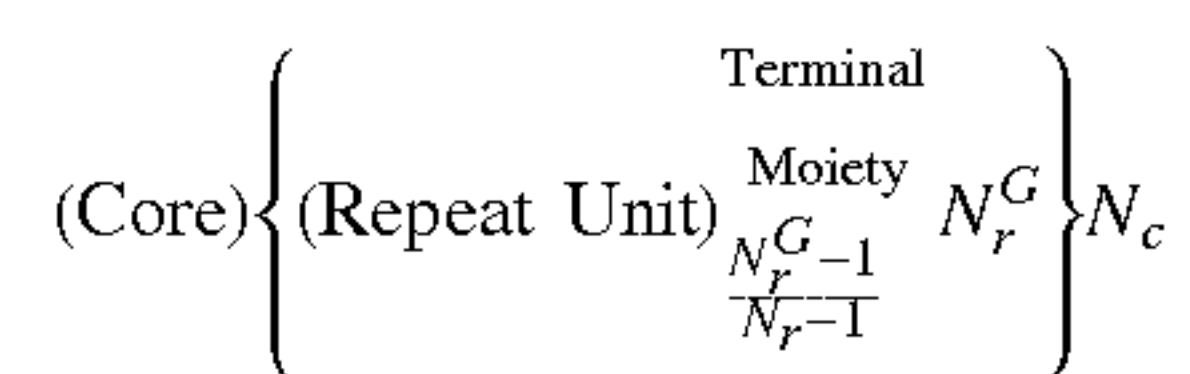 Terminal
Moiety
(Core){(Repeat Unit) N_r^G}N_c
N_r^G−1
N_r−1